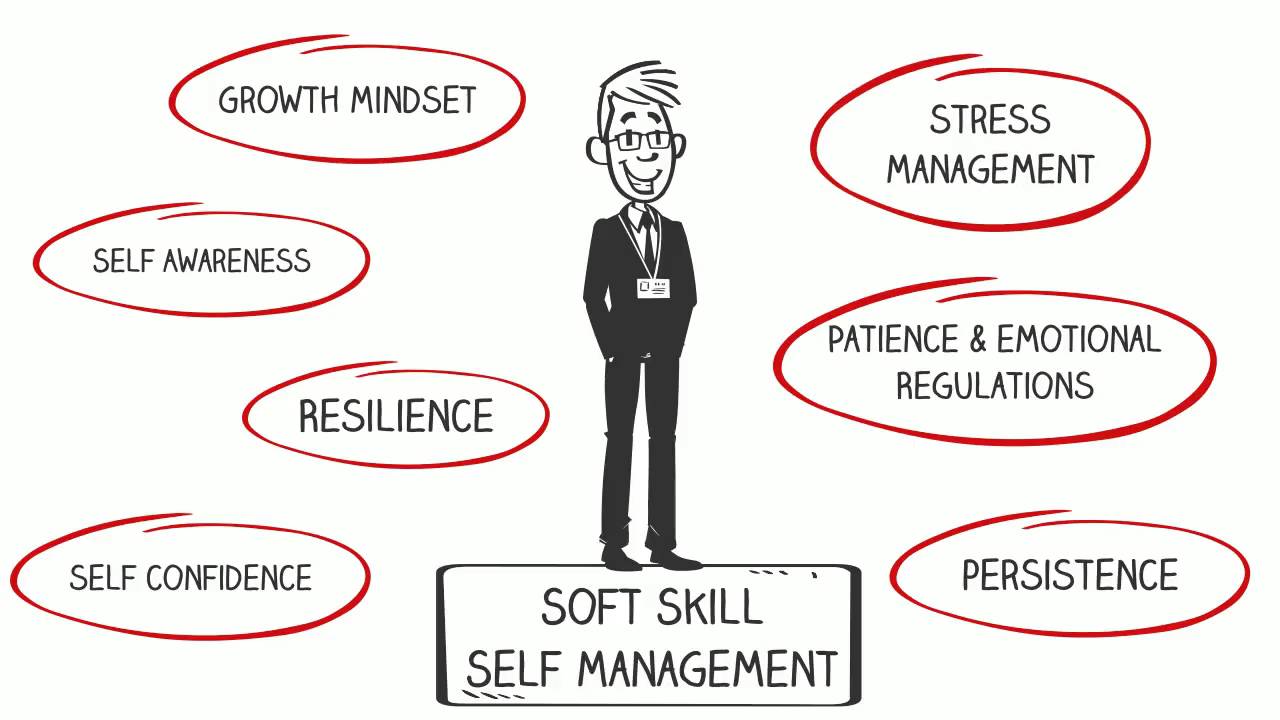 GROWTH MINDSET
STRESS
MANAGEMENT
SELF AWARENESS
PATIENCE & EMOTIONAL
REGULATIONS
RESILIENCE
SELF CONFIDENCE
PERSISTENCE
SOFT SKILL
SELF MANAGEMENT